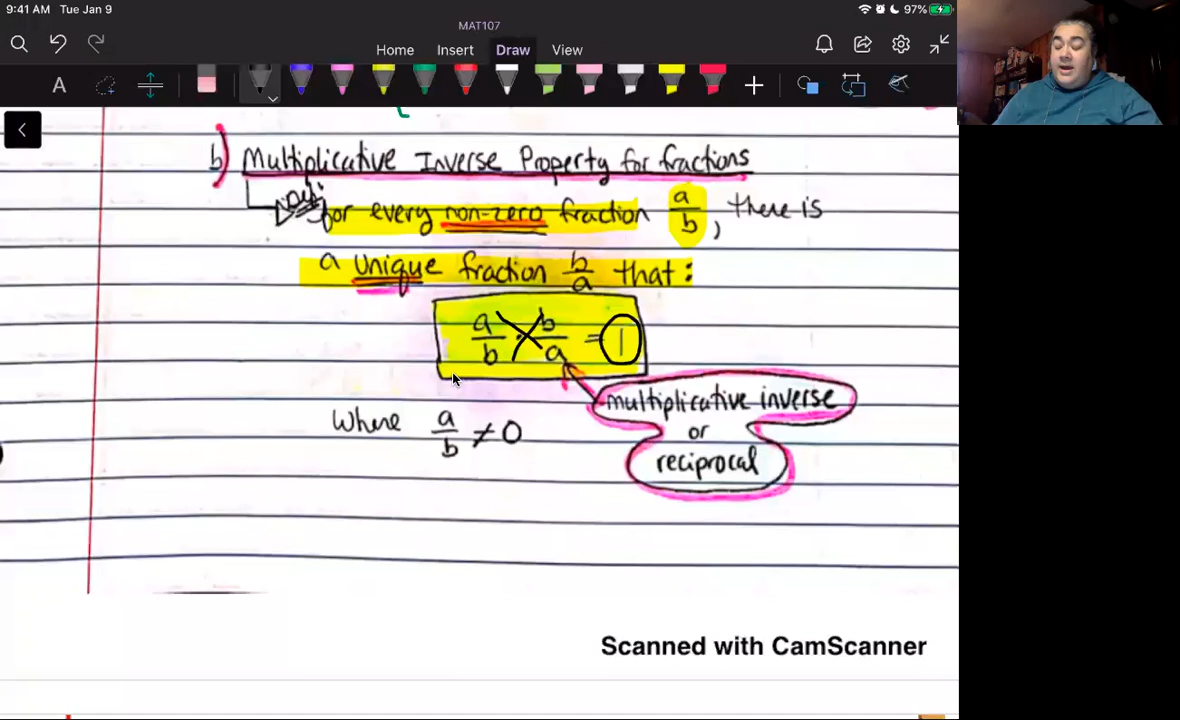 9:41 AM Tue Jan 9
97%
MAT107
Home Insert Draw View
A
b) Multiplicative Inverse Property for fractions
Def: for every non-zero fraction a/b, there is
a unique fraction b/a that:
a/b · b/a = 1
multiplicative inverse
or
reciprocal
Where a/b ≠ 0
Scanned with CamScanner